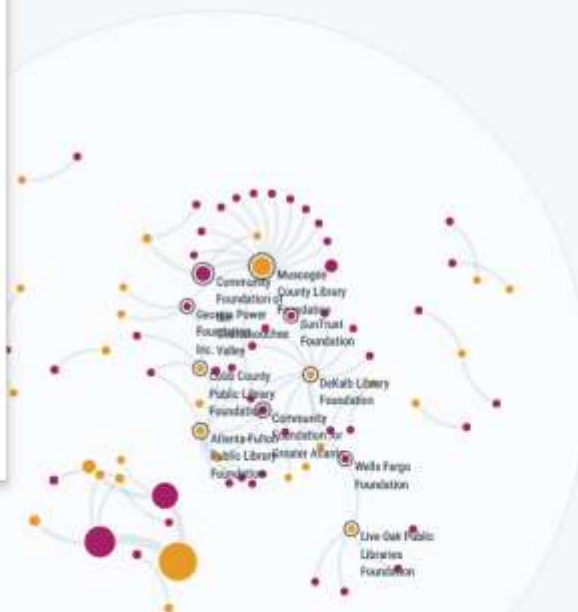 Community
Foundation of
Valley
Muscogee
County Library
Foundation
Georgia Power
Foundation
Inc.
SunTrust
Foundation
Cobb County
Public Library
Foundation
DeKalb Library
Foundation
Community
Foundation for
Greater Atlanta
Atlanta-Fulton
Public Library
Foundation
Wells Fargo
Foundation
Live Oak Public
Libraries
Foundation